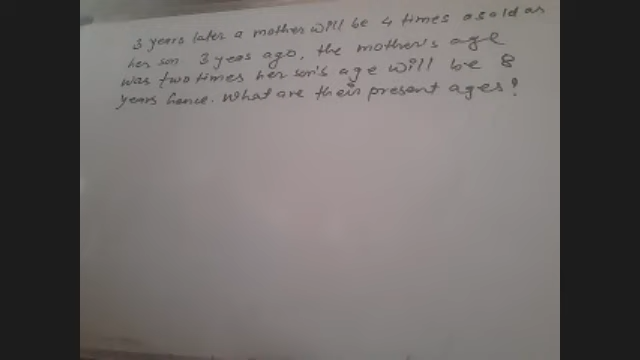 3 years later a mother will be 4 times as old as
her son 3 yeas ago, the mother's age
was two times her son's age will be 8
years hence. What are their present ages?